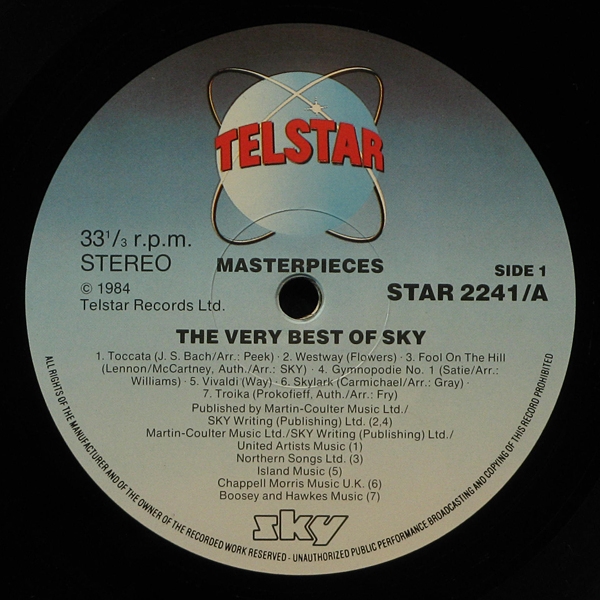 TELSTAR
33 1/3 r.p.m.
STEREO
© 1984
Telstar Records Ltd.
MASTERPIECES
SIDE 1
STAR 2241/A
THE VERY BEST OF SKY
1. Toccata (J. S. Bach/Arr.: Peek) · 2. Westway (Flowers) · 3. Fool On The Hill
(Lennon/McCartney, Auth./Arr.: SKY) · 4. Gymnopodie No. 1 (Satie/Arr.:
Williams) · 5. Vivaldi (Way) · 6. Skylark (Carmichael/Arr.: Gray) ·
7. Troika (Prokofieff, Auth./Arr.: Fry)
Published by Martin-Coulter Music Ltd./
SKY Writing (Publishing) Ltd. (2,4)
Martin-Coulter Music Ltd./SKY Writing (Publishing) Ltd./
United Artists Music (1)
Northern Songs Ltd. (3)
Island Music (5)
Chappell Morris Music U.K. (6)
Boosey and Hawkes Music (7)
sky
ALL RIGHTS OF THE MANUFACTURER AND OF THE OWNER OF THE RECORDED WORK RESERVED - UNAUTHORIZED PUBLIC PERFORMANCE BROADCASTING AND COPYING OF THIS RECORD PROHIBITED